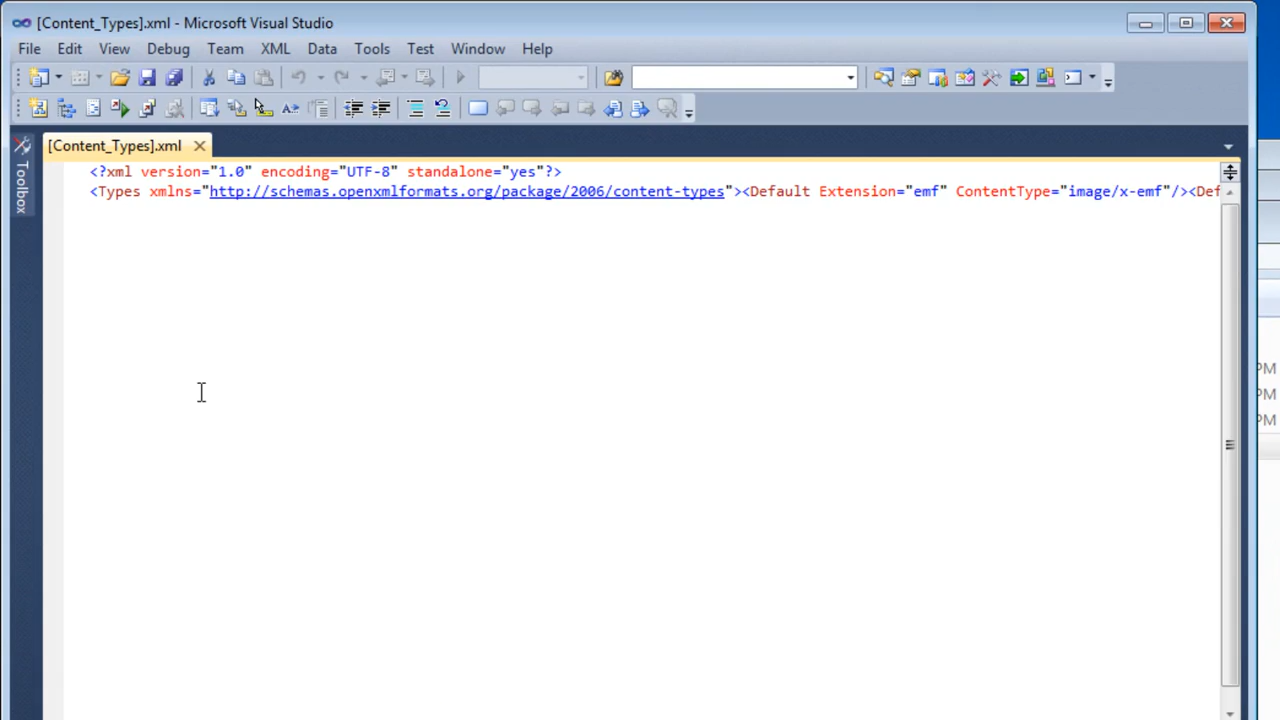 [Content_Types].xml - Microsoft Visual Studio
File Edit View Debug Team XML Data Tools Test Window Help
[Content_Types].xml
Toolbox
<?xml version="1.0" encoding="UTF-8" standalone="yes"?>
<Types xmlns="http://schemas.openxmlformats.org/package/2006/content-types"><Default Extension="emf" ContentType="image/x-emf"/><Def
PM
PM
PM